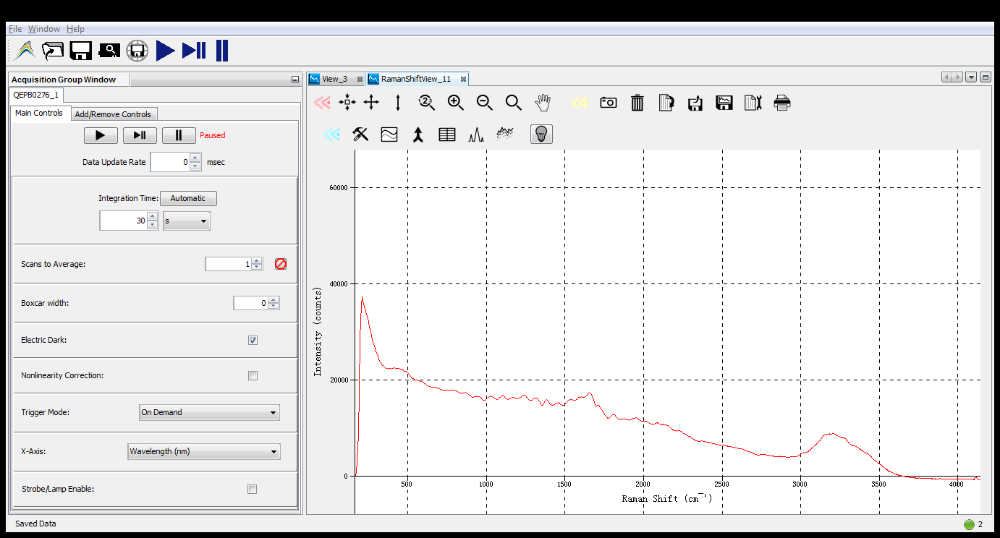 File Window Help
Acquisition Group Window
QEPB0276_1
Main Controls Add/Remove Controls
Paused
Data Update Rate 0 msec
Integration Time: Automatic
30 s
Scans to Average: 1
Boxcar width: 0
Electric Dark:
Nonlinearity Correction:
Trigger Mode: On Demand
X-Axis: Wavelength (nm)
Strobe/Lamp Enable:
View_3 RamanShiftView_11
2
60000
40000
20000
0
Intensity (counts)
500 1000 1500 2000 2500 3000 3500 4000
Raman Shift (cm⁻')
Saved Data 2